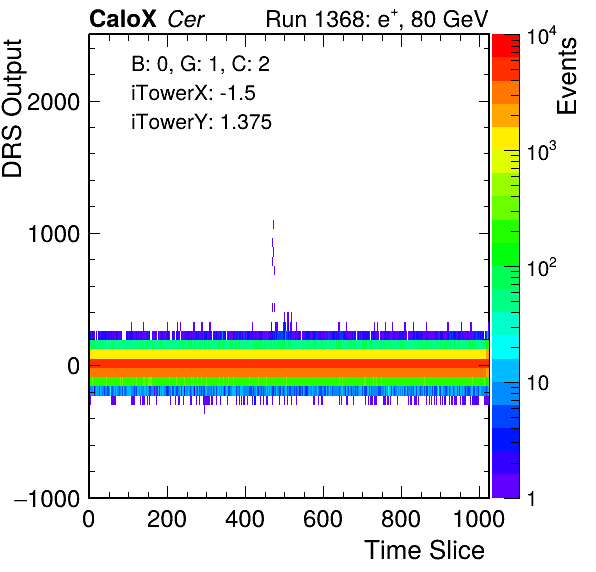 CaloX Cer Run 1368: e⁺, 80 GeV
B: 0, G: 1, C: 2
iTowerX: -1.5
iTowerY: 1.375
DRS Output
2000
1000
0
−1000
0 200 400 600 800 1000
Time Slice
Events
10⁴
10³
10²
10
1